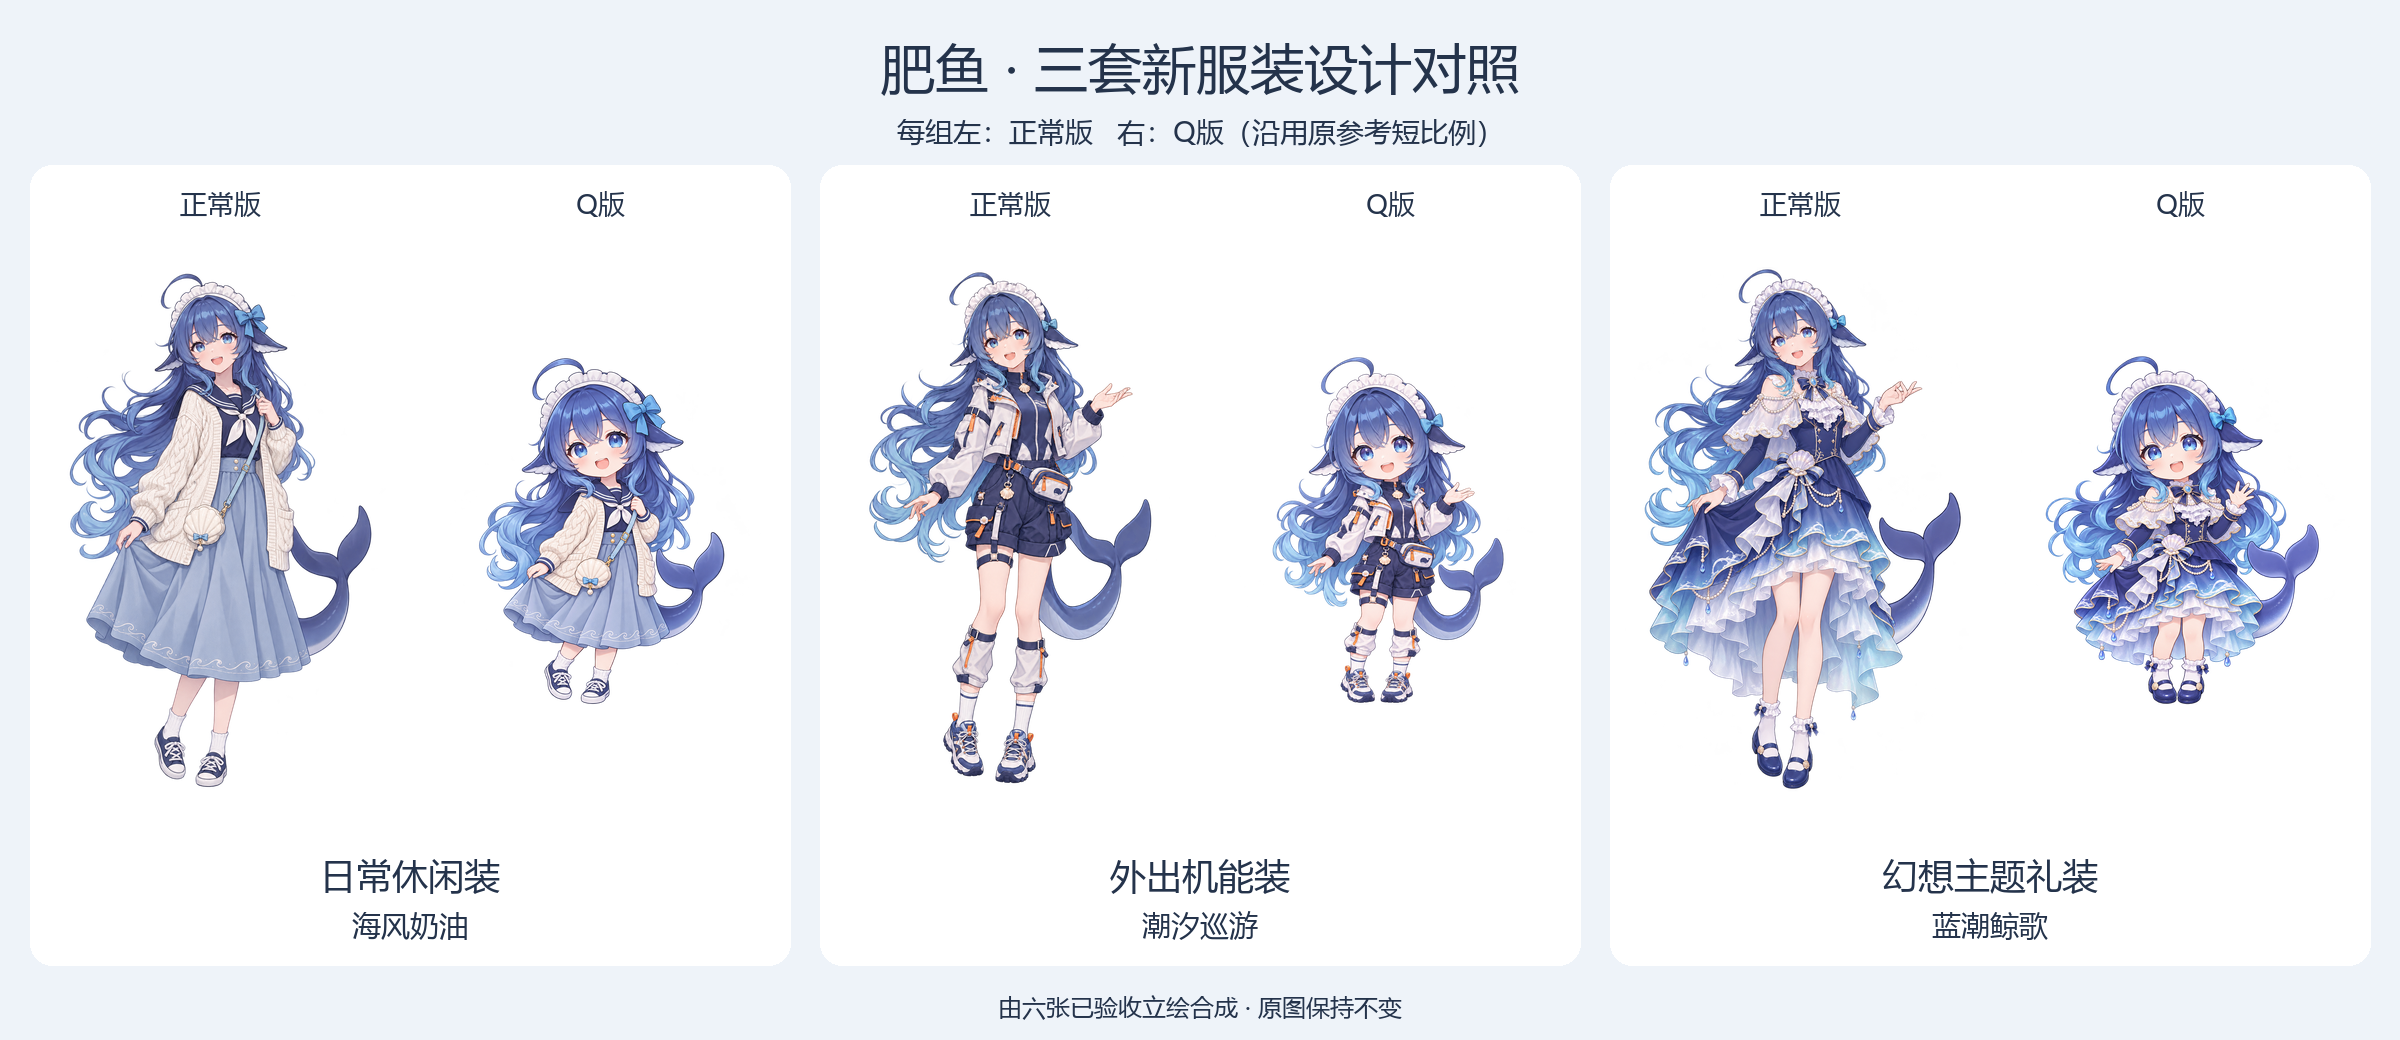 肥鱼 · 三套新服装设计对照
每组左：正常版 右：Q版（沿用原参考短比例）
正常版 Q版
日常休闲装
海风奶油
正常版 Q版
外出机能装
潮汐巡游
正常版 Q版
幻想主题礼装
蓝潮鲸歌
由六张已验收立绘合成 · 原图保持不变